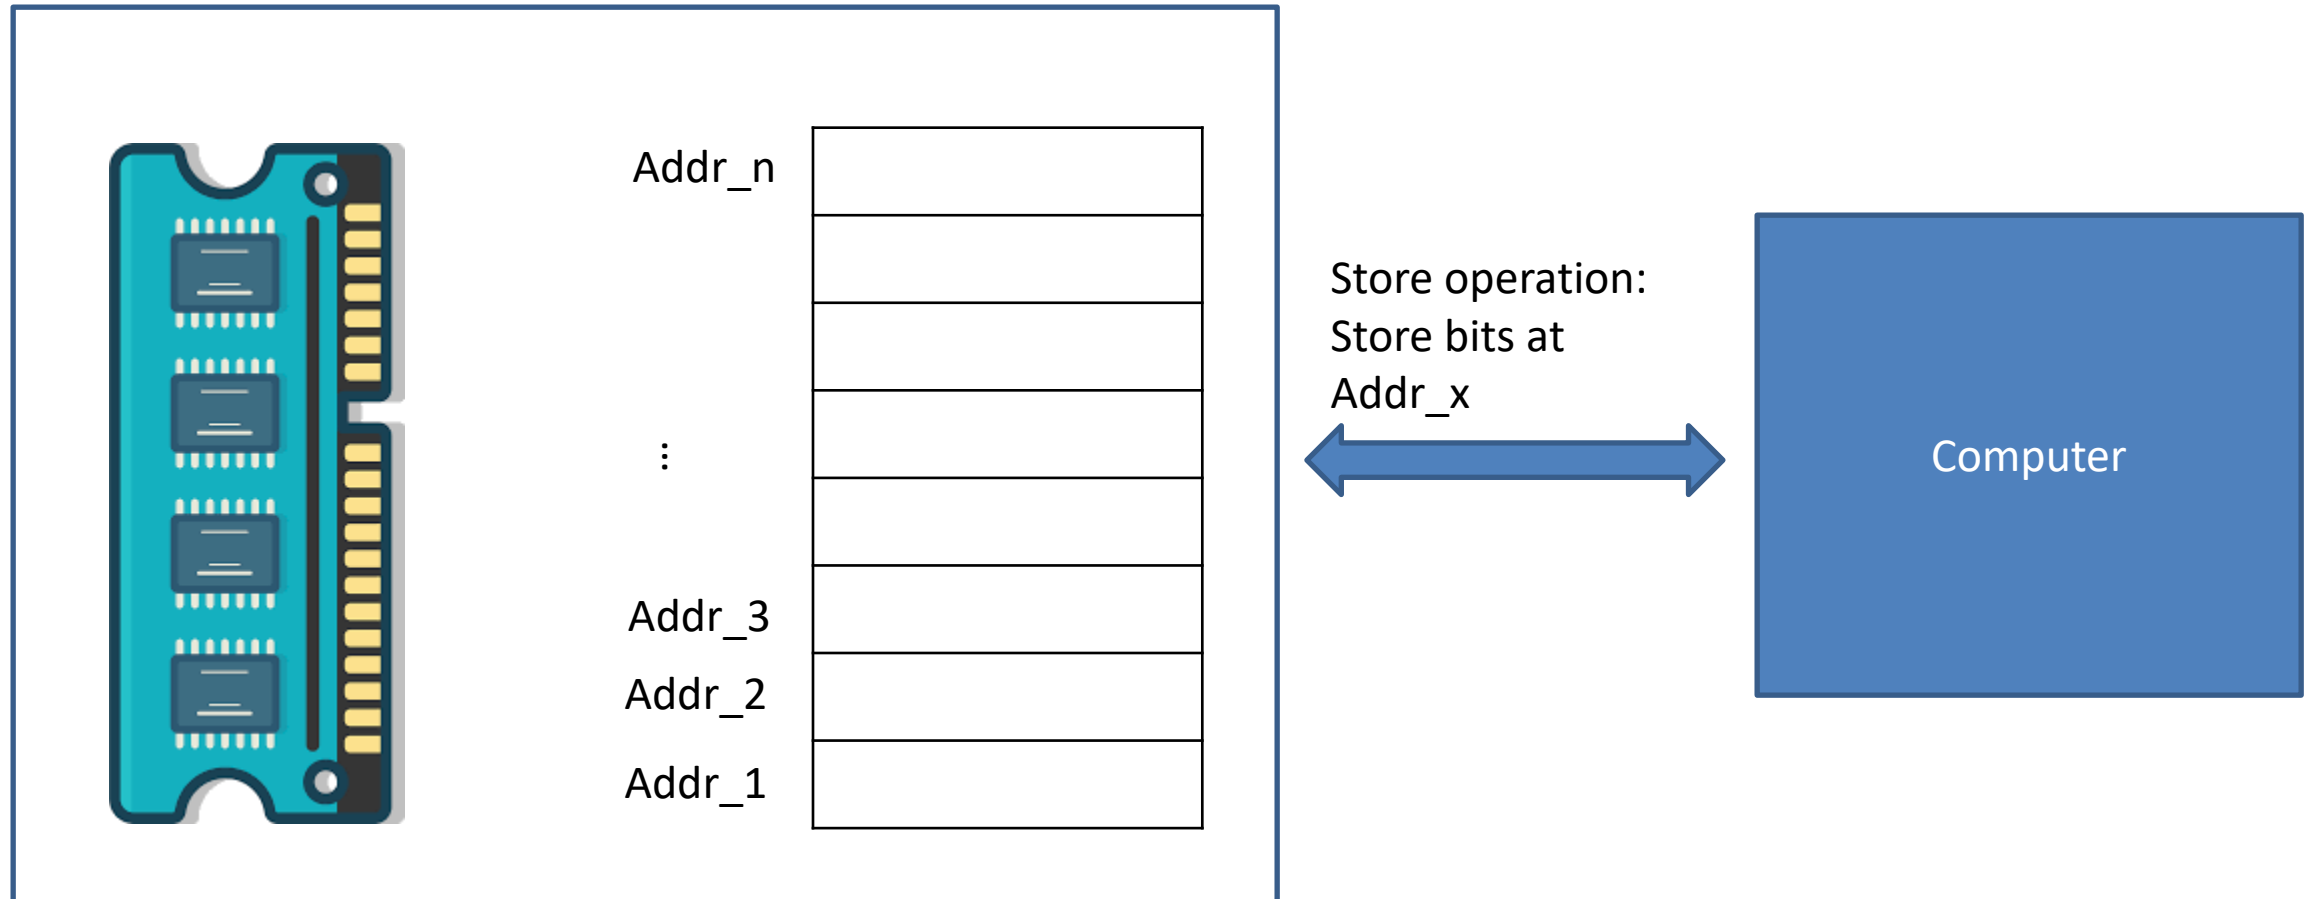 Addr_n
Store operation:
Store bits at
Addr_x
⋮
Computer
Addr_3
Addr_2
Addr_1